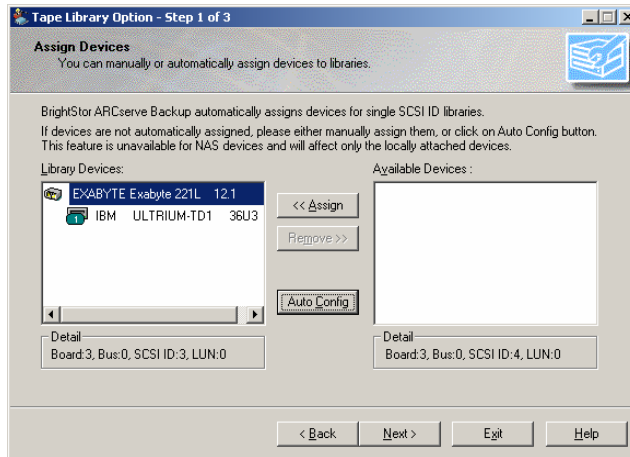 Tape Library Option - Step 1 of 3
Assign Devices
You can manually or automatically assign devices to libraries.
BrightStor ARCserve Backup automatically assigns devices for single SCSI ID libraries.
If devices are not automatically assigned, please either manually assign them, or click on Auto Config button.
This feature is unavailable for NAS devices and will affect only the locally attached devices.
Library Devices:
Available Devices :
EXABYTE Exabyte 221L 12.1
1 IBM ULTRIUM-TD1 36U3
<< Assign
Remove >>
Auto Config
Detail
Board:3, Bus:0, SCSI ID:3, LUN:0
Detail
Board:3, Bus:0, SCSI ID:4, LUN:0
< Back
Next >
Exit
Help